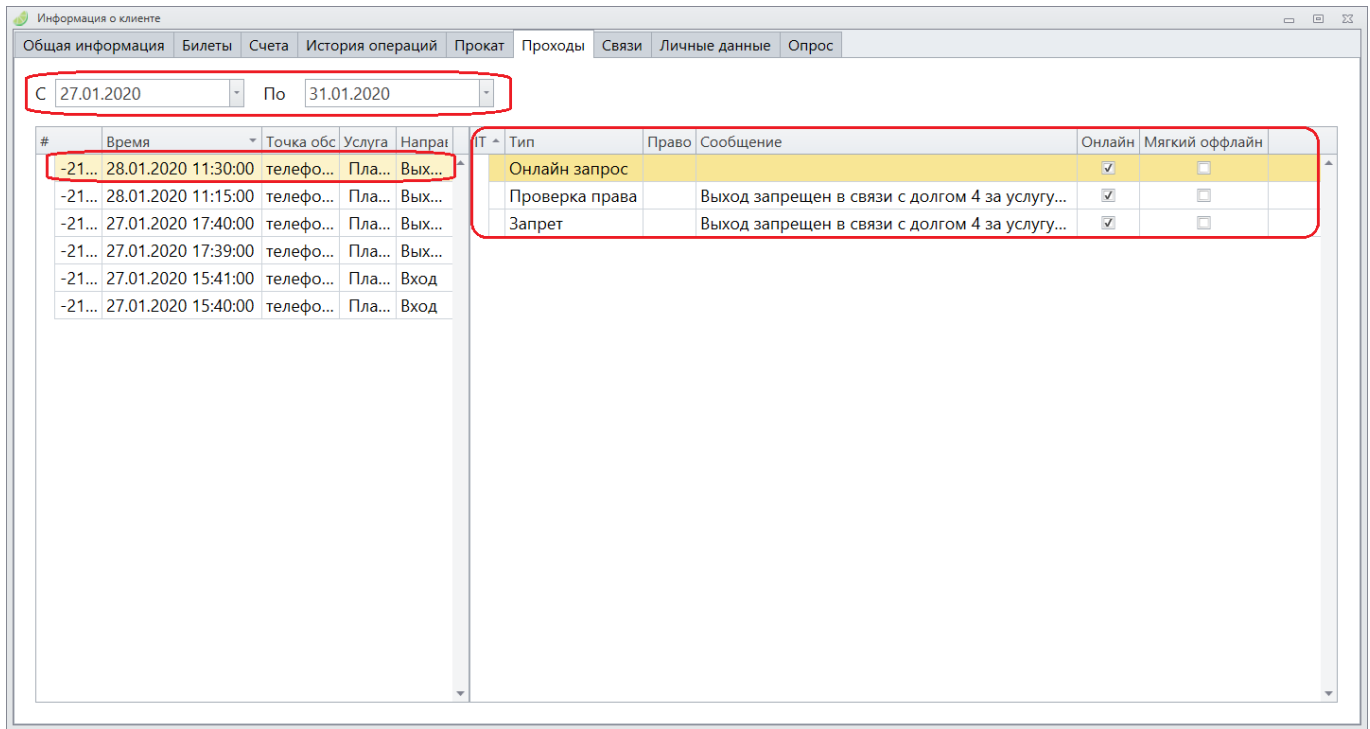 Информация о клиенте
Общая информация Билеты Счета История операций Прокат Проходы Связи Личные данные Опрос
С 27.01.2020 По 31.01.2020
# Время Точка обс Услуга Направ IT Тип Право Сообщение Онлайн Мягкий оффлайн
-21... 28.01.2020 11:30:00 телефо... Пла... Вых... Онлайн запрос
-21... 28.01.2020 11:15:00 телефо... Пла... Вых... Проверка права Выход запрещен в связи с долгом 4 за услугу...
-21... 27.01.2020 17:40:00 телефо... Пла... Вых... Запрет Выход запрещен в связи с долгом 4 за услугу...
-21... 27.01.2020 17:39:00 телефо... Пла... Вых...
-21... 27.01.2020 15:41:00 телефо... Пла... Вход
-21... 27.01.2020 15:40:00 телефо... Пла... Вход